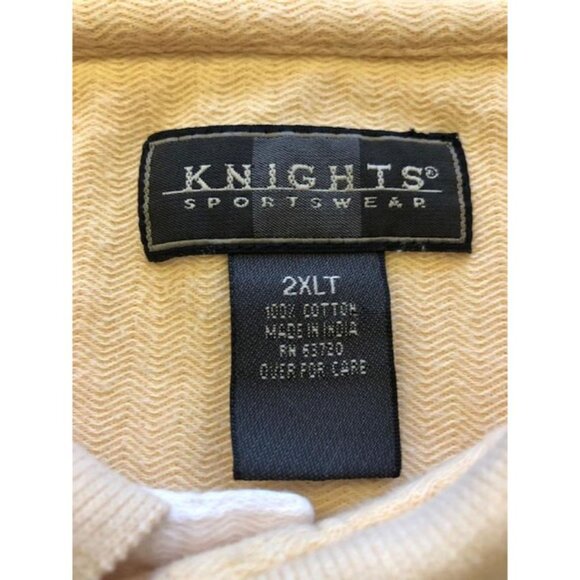 KNIGHTS®
SPORTSWEAR
2XLT
100% COTTON
MADE IN INDIA
RN 63720
OVER FOR CARE